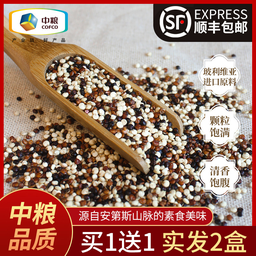 中粮
COFCO
SF
EXPRESS
顺丰包邮
玻利维亚
进口原料
颗粒
饱满
清香
饱腹
中粮
品质
源自安第斯山脉的素食美味
买1送1 实发2盒